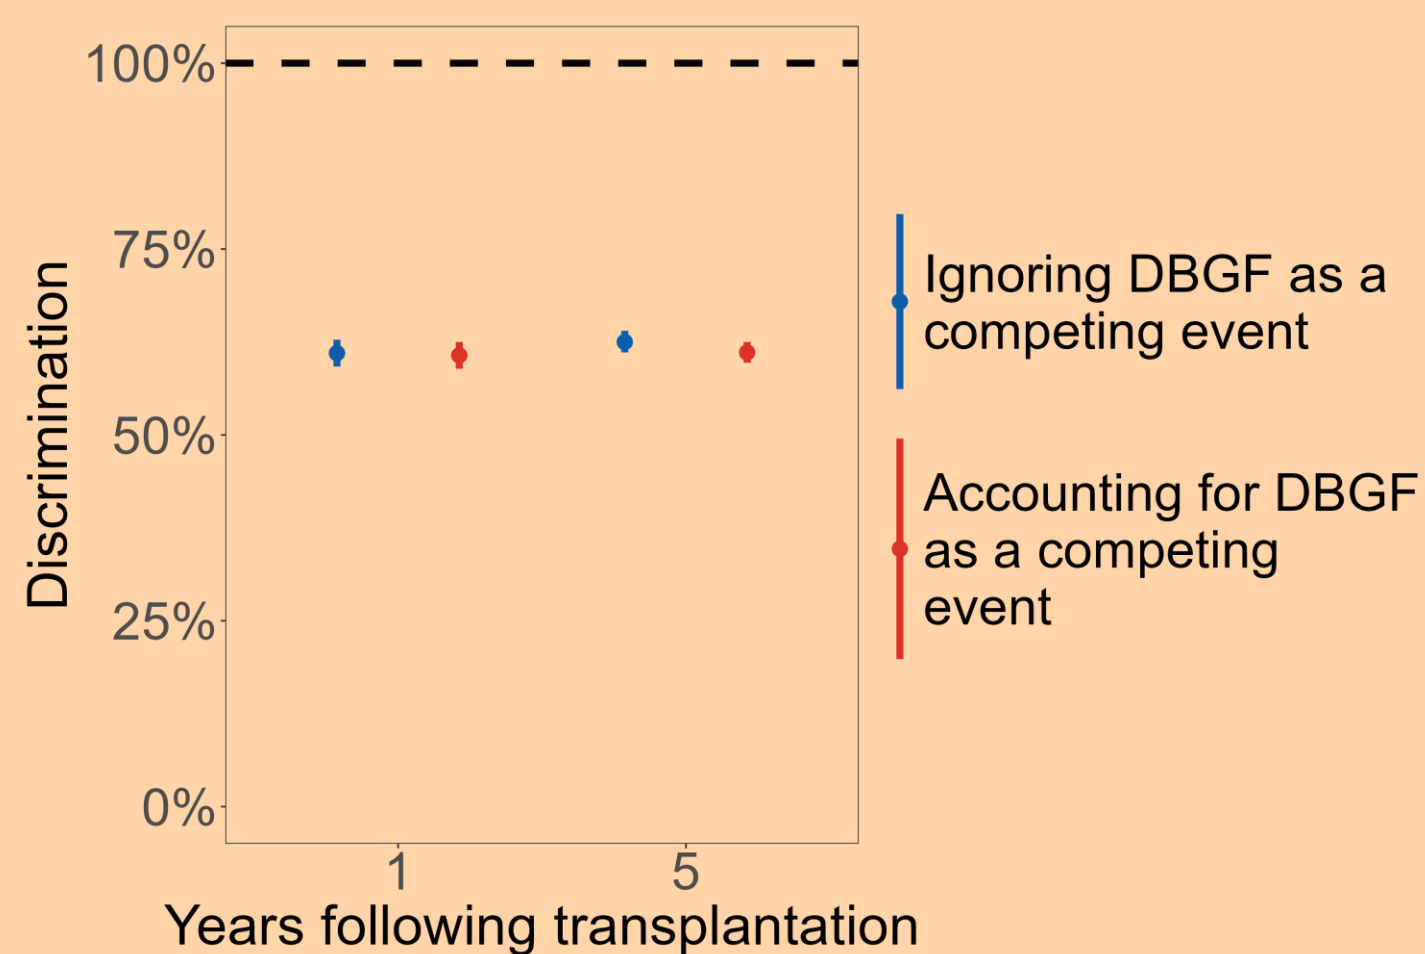 100%
75%
50%
25%
0%
Discrimination
1
5
Years following transplantation
Ignoring DBGF as a
competing event
Accounting for DBGF
as a competing
event